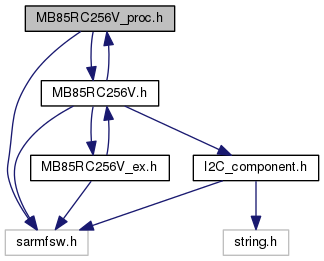 MB85RC256V_proc.h
MB85RC256V.h
MB85RC256V_ex.h
I2C_component.h
sarmfsw.h
string.h